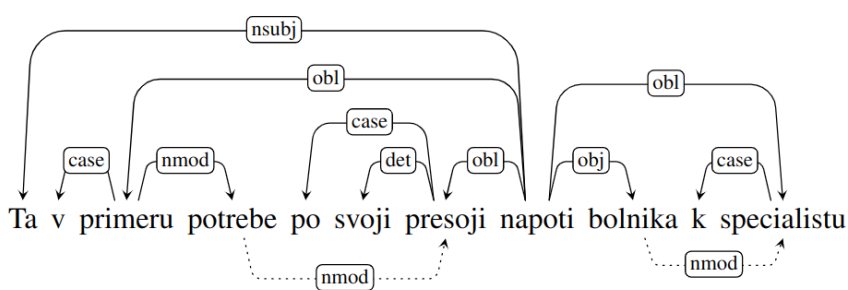 nsubj
obl
obl
case
case nmod det obl obj case
Ta v primeru potrebe po svoji presoji napoti bolnika k specialistu
nmod
nmod